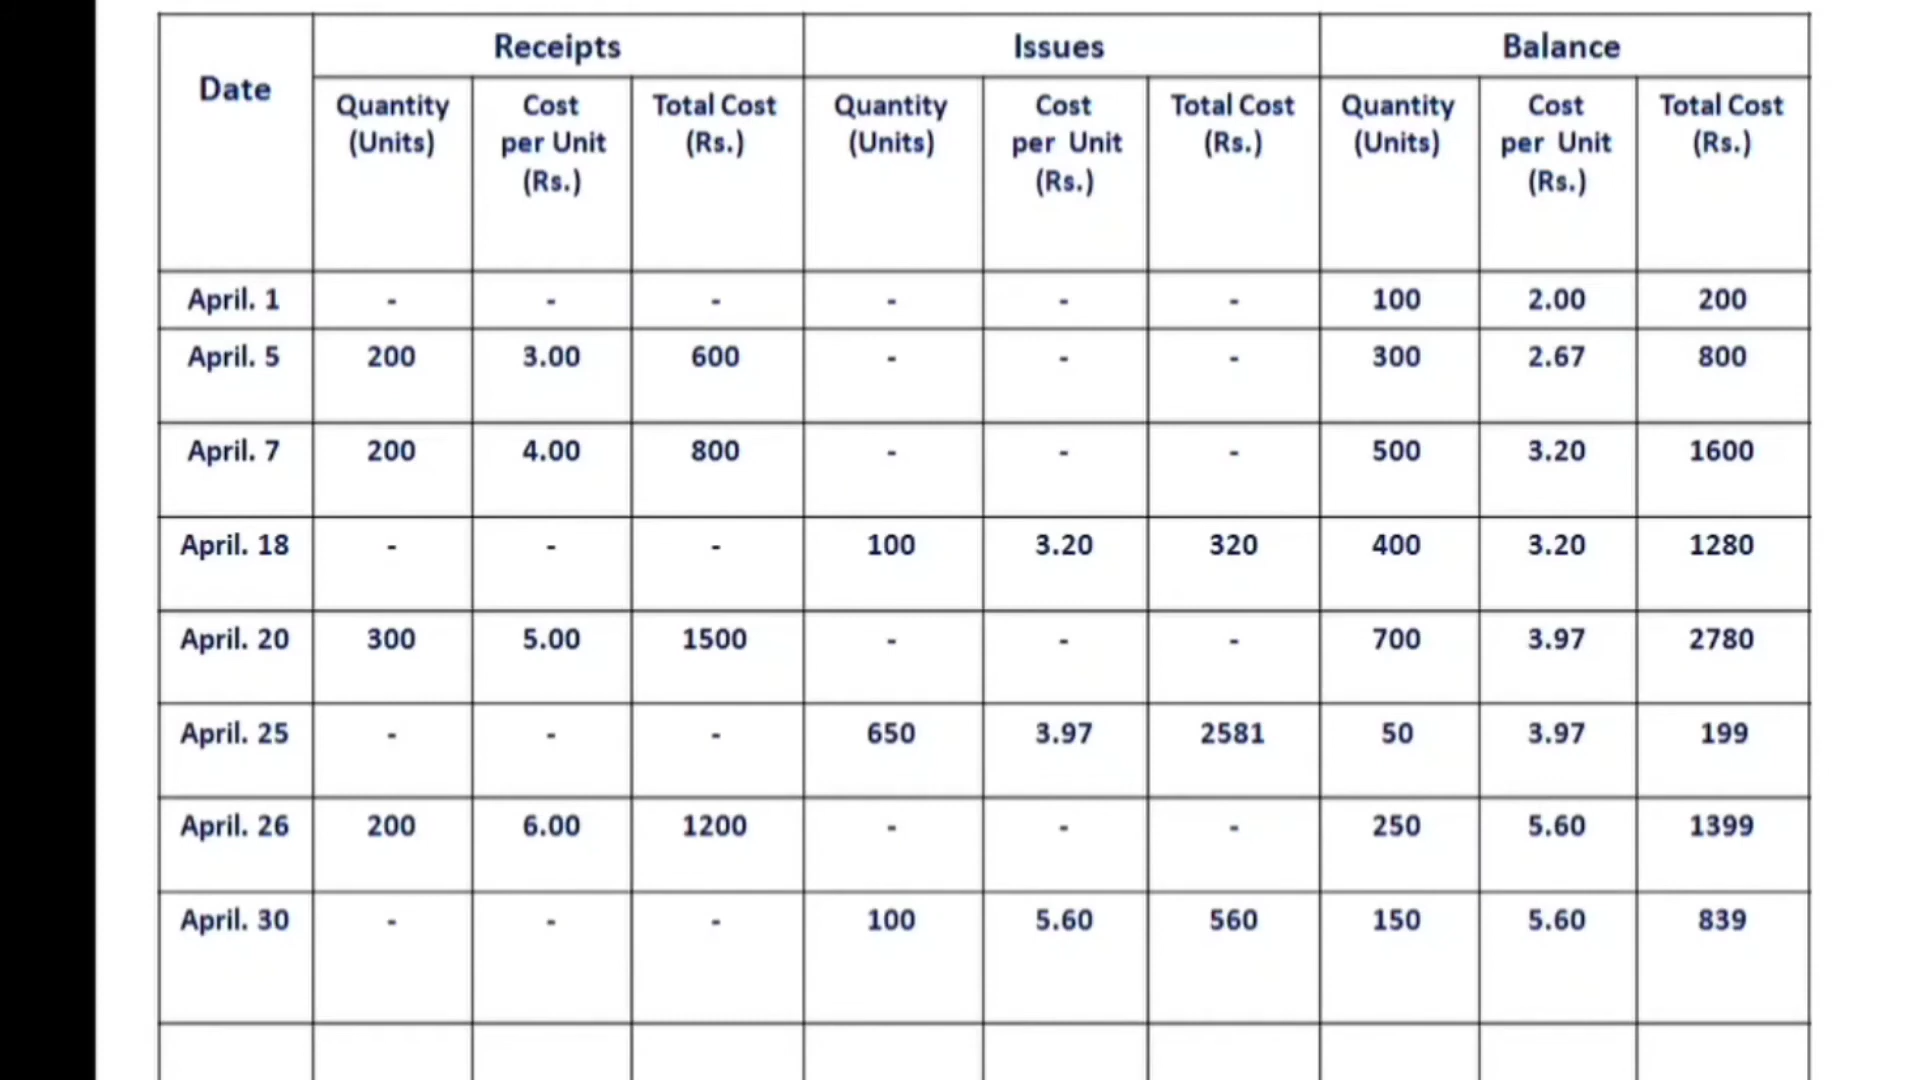 Date Receipts Issues Balance
Quantity (Units) Cost per Unit (Rs.) Total Cost (Rs.) Quantity (Units) Cost per Unit (Rs.) Total Cost (Rs.) Quantity (Units) Cost per Unit (Rs.) Total Cost (Rs.)
April. 1 - - - - - - 100 2.00 200
April. 5 200 3.00 600 - - - 300 2.67 800
April. 7 200 4.00 800 - - - 500 3.20 1600
April. 18 - - - 100 3.20 320 400 3.20 1280
April. 20 300 5.00 1500 - - - 700 3.97 2780
April. 25 - - - 650 3.97 2581 50 3.97 199
April. 26 200 6.00 1200 - - - 250 5.60 1399
April. 30 - - - 100 5.60 560 150 5.60 839